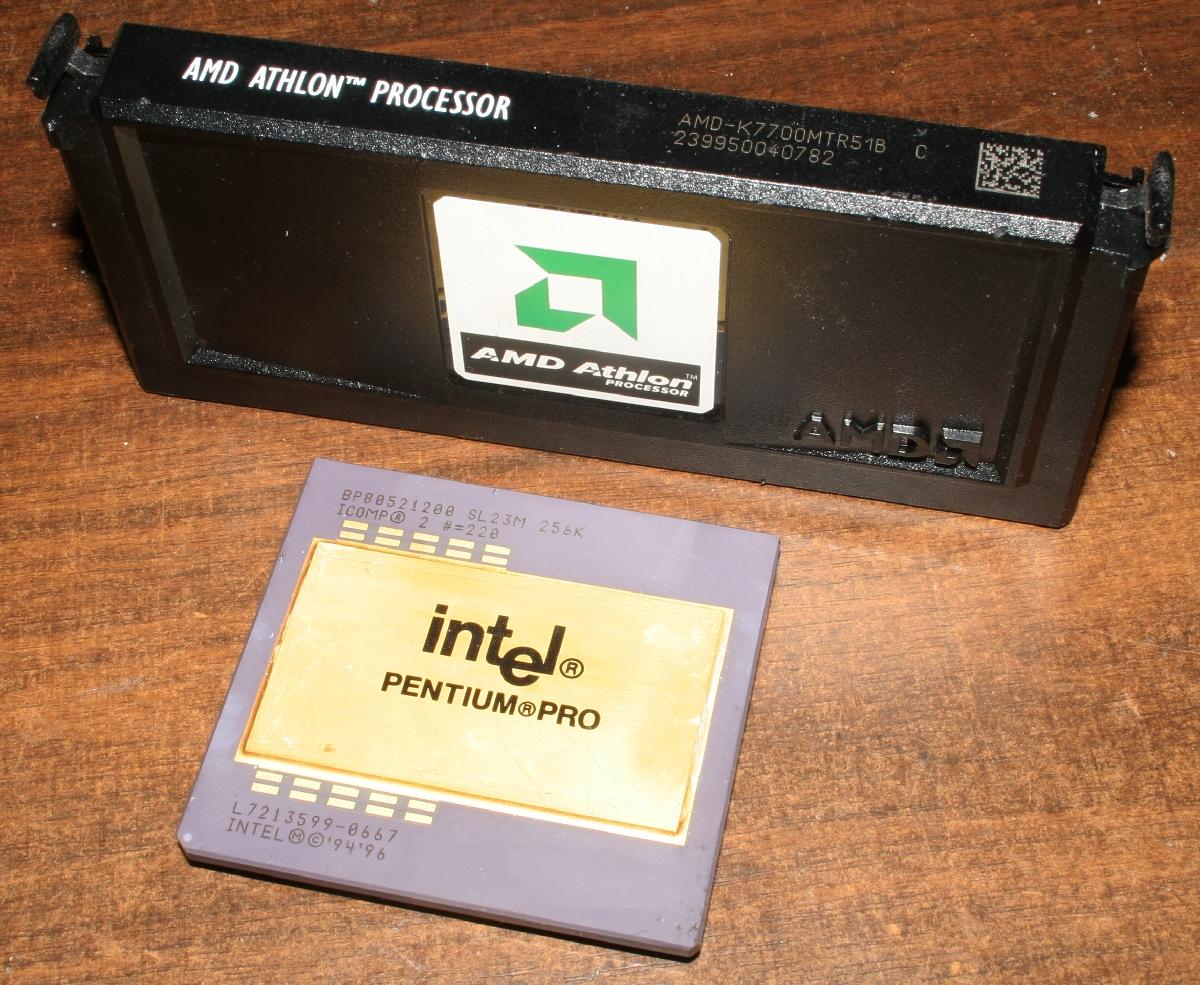 AMD ATHLON™ PROCESSOR
AMD-K7700MTR51B C
239950040782
AMD Athlon™
PROCESSOR
AMD
BP80521200 SL23M 256K
ICOMP® 2 #=220
intel®
PENTIUM®PRO
L7213599-0667
INTEL Ⓜ©'94'96